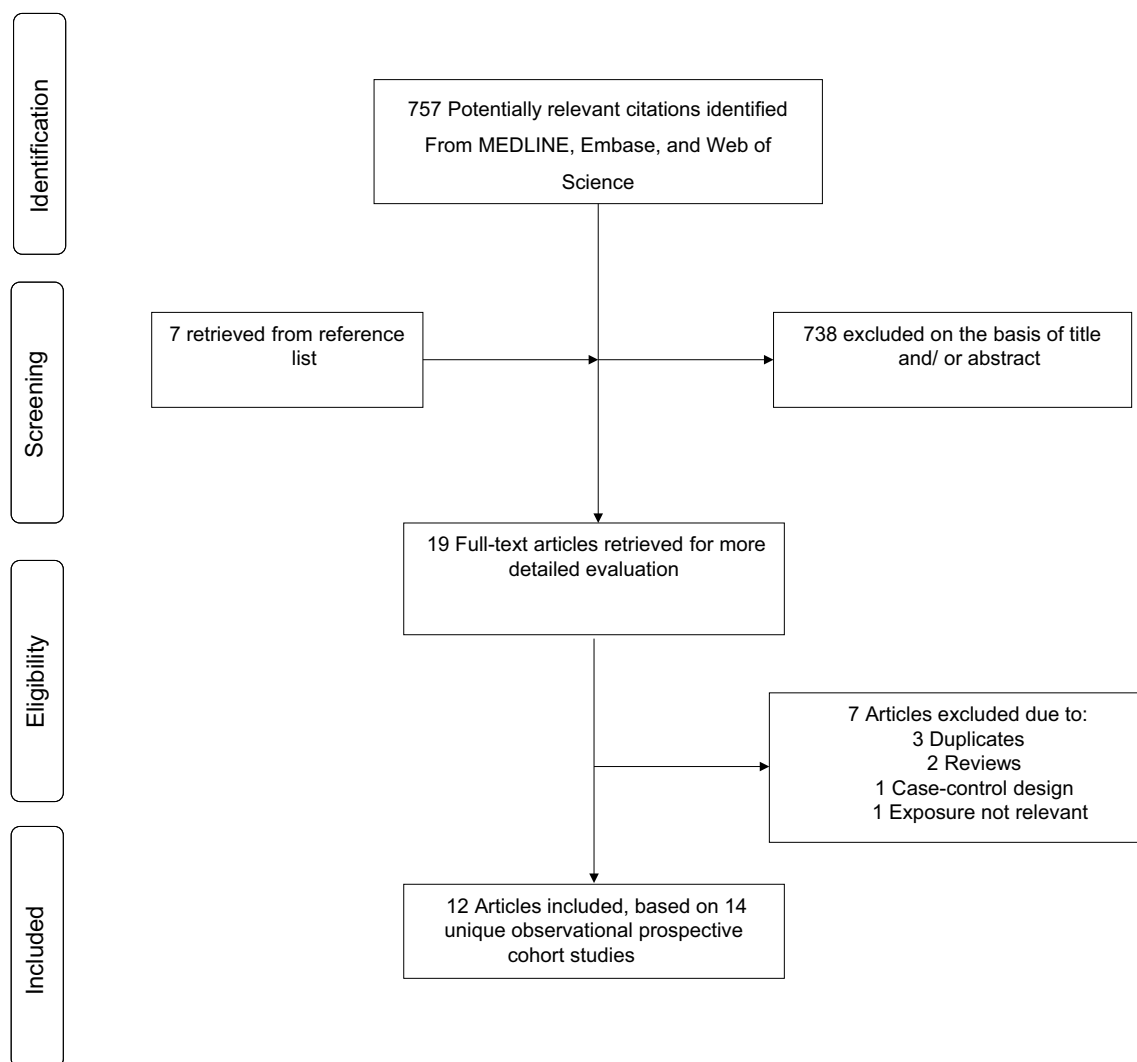 Identification
757 Potentially relevant citations identified
From MEDLINE, Embase, and Web of
Science
Screening
7 retrieved from reference
list
738 excluded on the basis of title
and/ or abstract
19 Full-text articles retrieved for more
detailed evaluation
Eligibility
7 Articles excluded due to:
3 Duplicates
2 Reviews
1 Case-control design
1 Exposure not relevant
Included
12 Articles included, based on 14
unique observational prospective
cohort studies